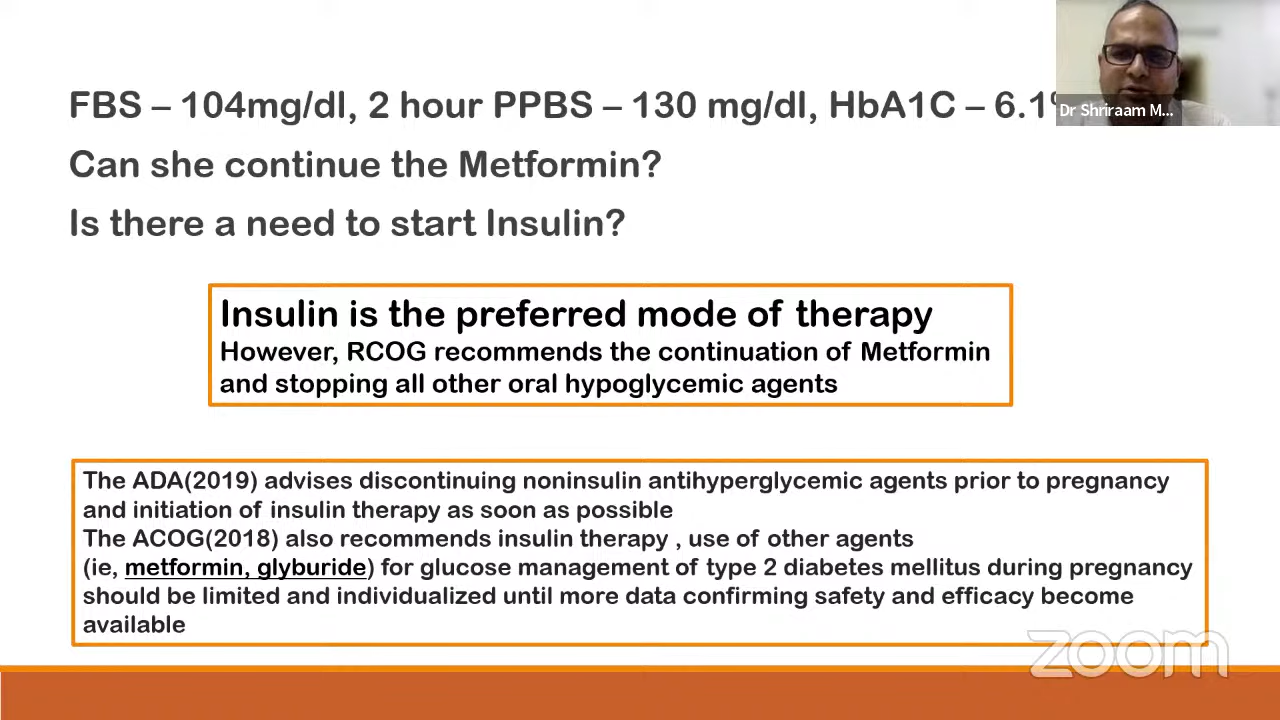 FBS – 104mg/dl, 2 hour PPBS – 130 mg/dl, HbA1C – 6.1%
Dr Shriraam M...
Can she continue the Metformin?
Is there a need to start Insulin?
Insulin is the preferred mode of therapy
However, RCOG recommends the continuation of Metformin
and stopping all other oral hypoglycemic agents
The ADA(2019) advises discontinuing noninsulin antihyperglycemic agents prior to pregnancy
and initiation of insulin therapy as soon as possible
The ACOG(2018) also recommends insulin therapy , use of other agents
(ie, metformin, glyburide) for glucose management of type 2 diabetes mellitus during pregnancy
should be limited and individualized until more data confirming safety and efficacy become
available
zoom